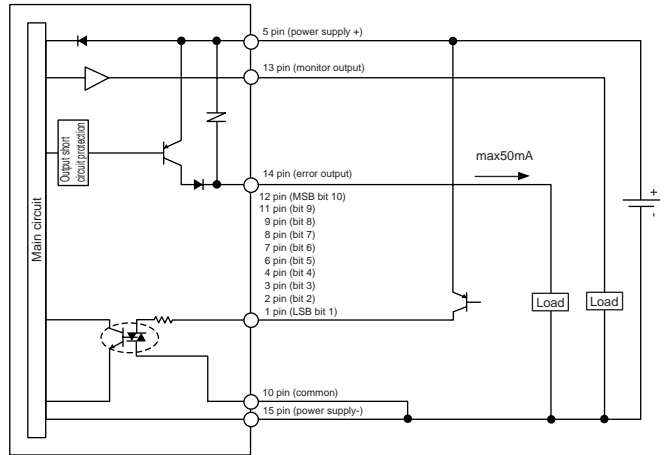 5 pin (power supply +)
13 pin (monitor output)
Main circuit
Output short
circuit protection
14 pin (error output)
max50mA
12 pin (MSB bit 10)
11 pin (bit 9)
9 pin (bit 8)
8 pin (bit 7)
7 pin (bit 6)
6 pin (bit 5)
4 pin (bit 4)
3 pin (bit 3)
2 pin (bit 2)
1 pin (LSB bit 1)
+
-
Load
Load
10 pin (common)
15 pin (power supply-)